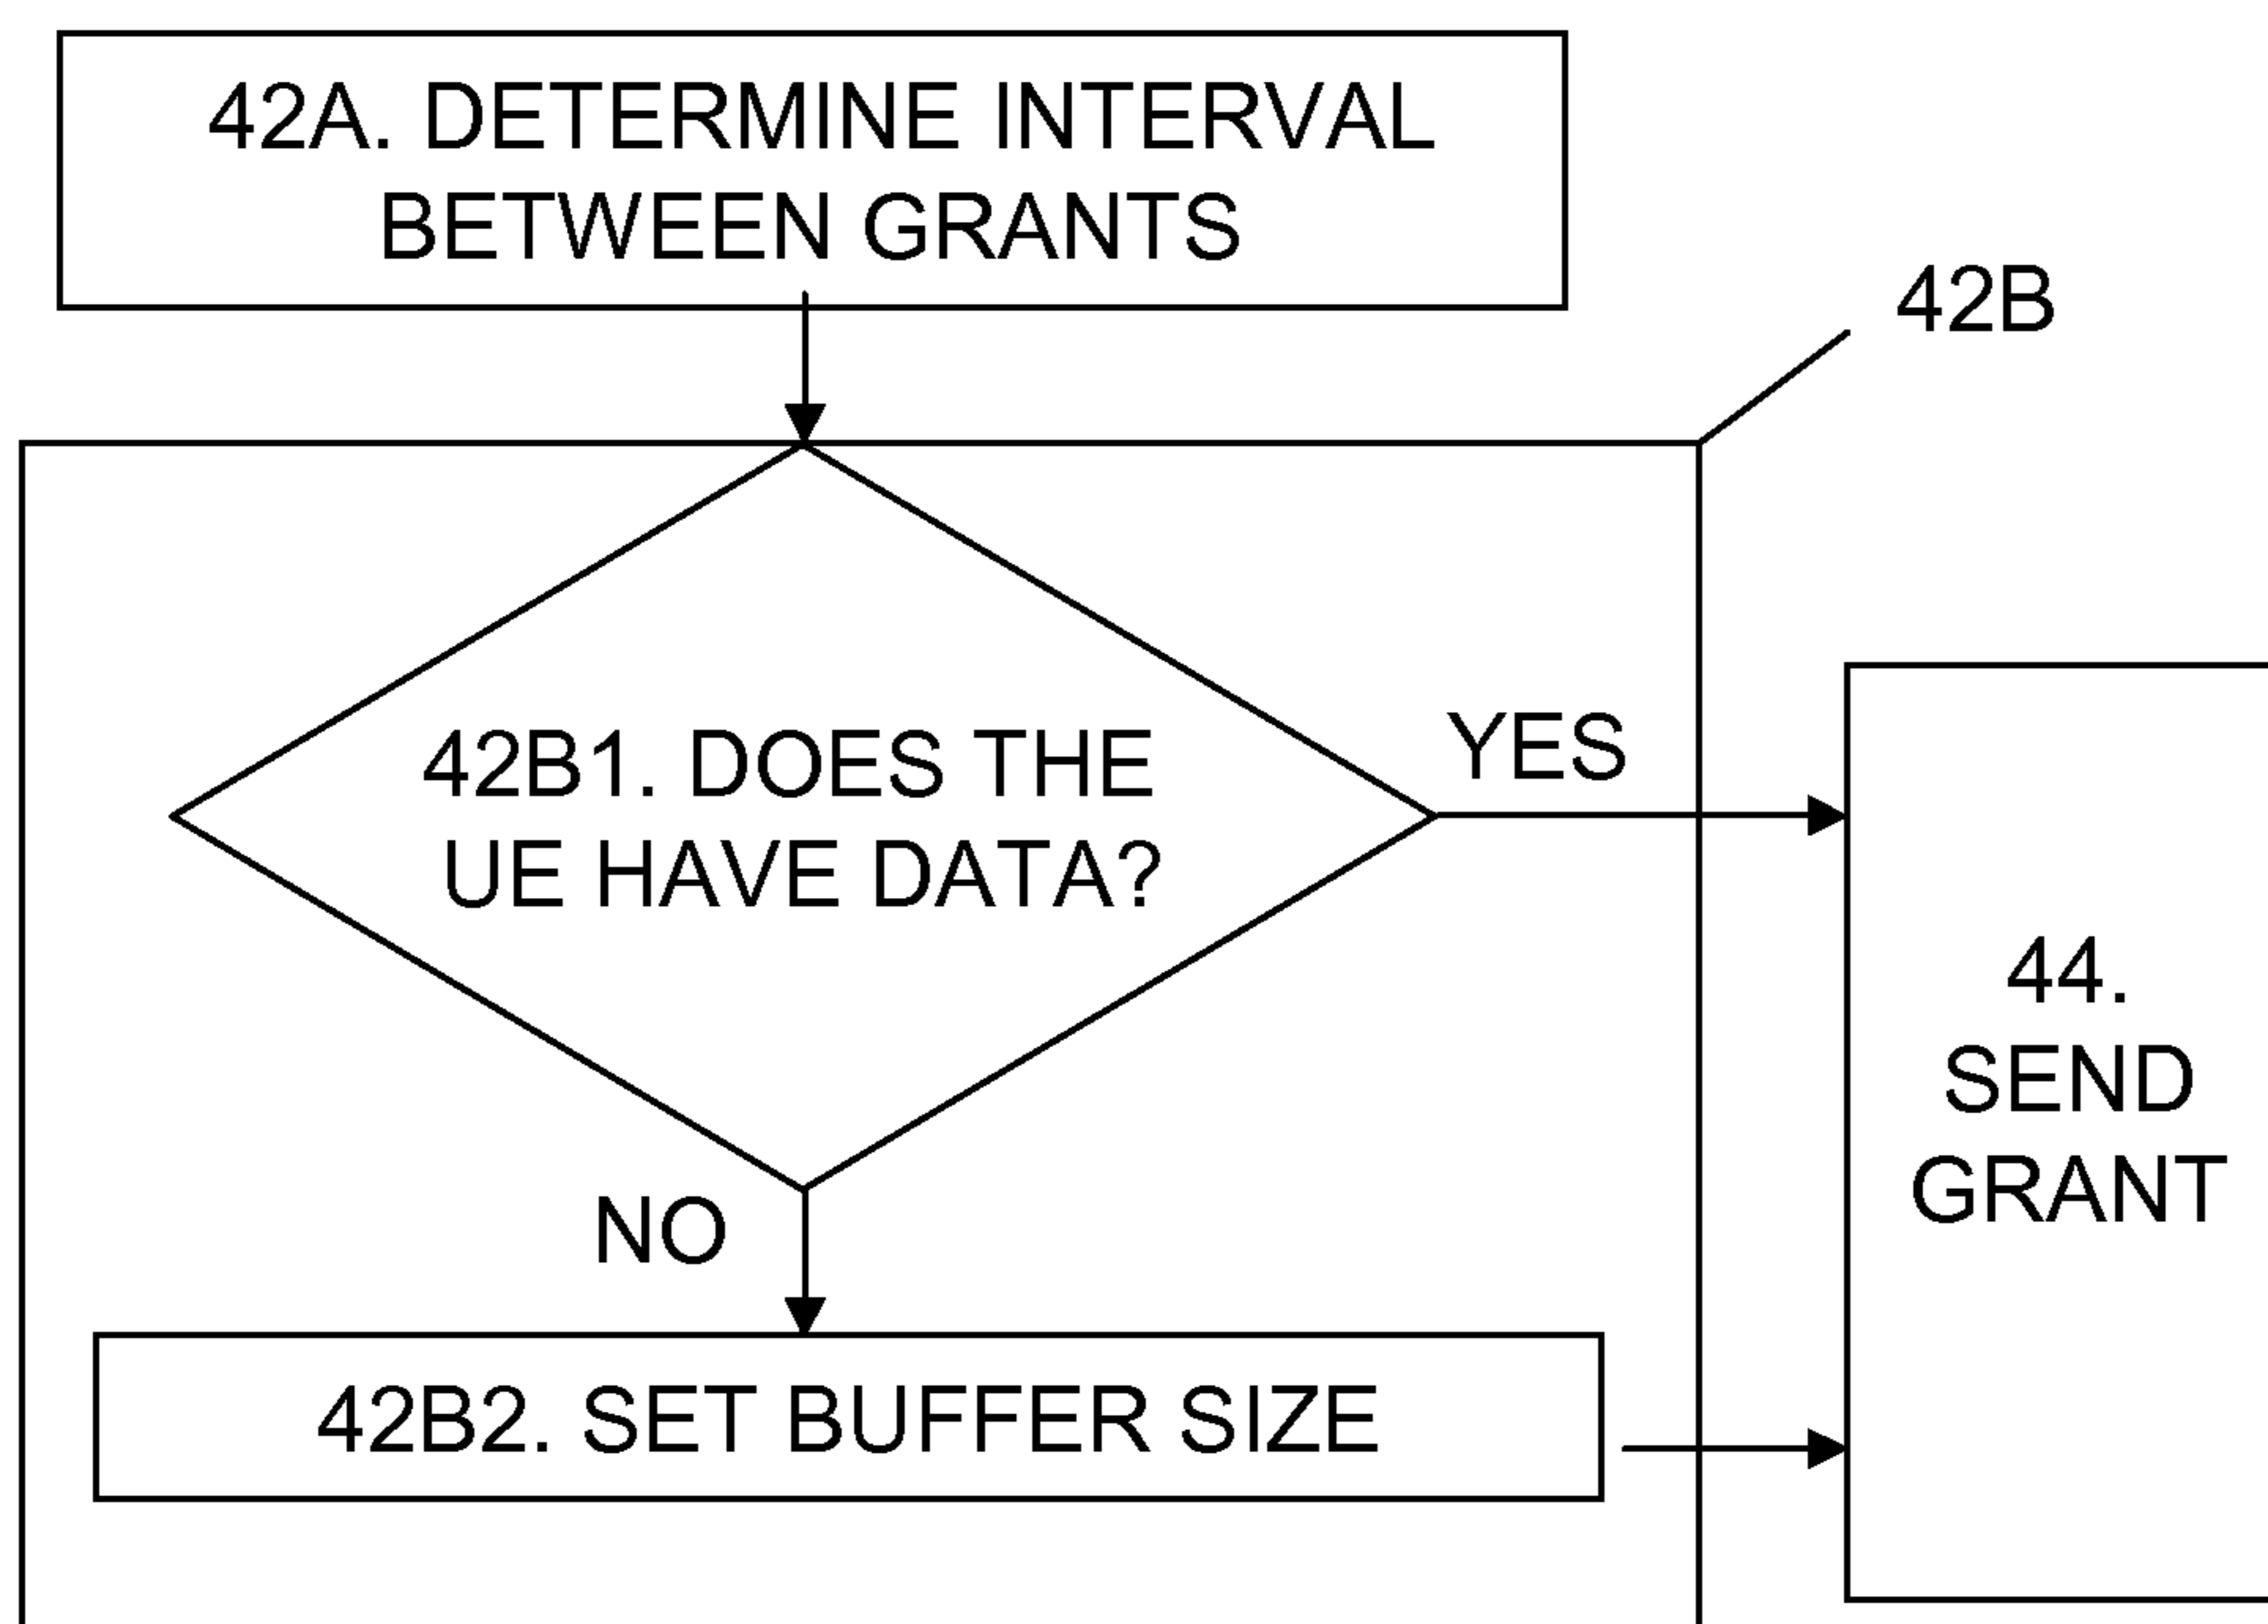 42A. DETERMINE INTERVAL
BETWEEN GRANTS
42B
42B1. DOES THE
UE HAVE DATA?
YES
44.
SEND
GRANT
NO
42B2. SET BUFFER SIZE